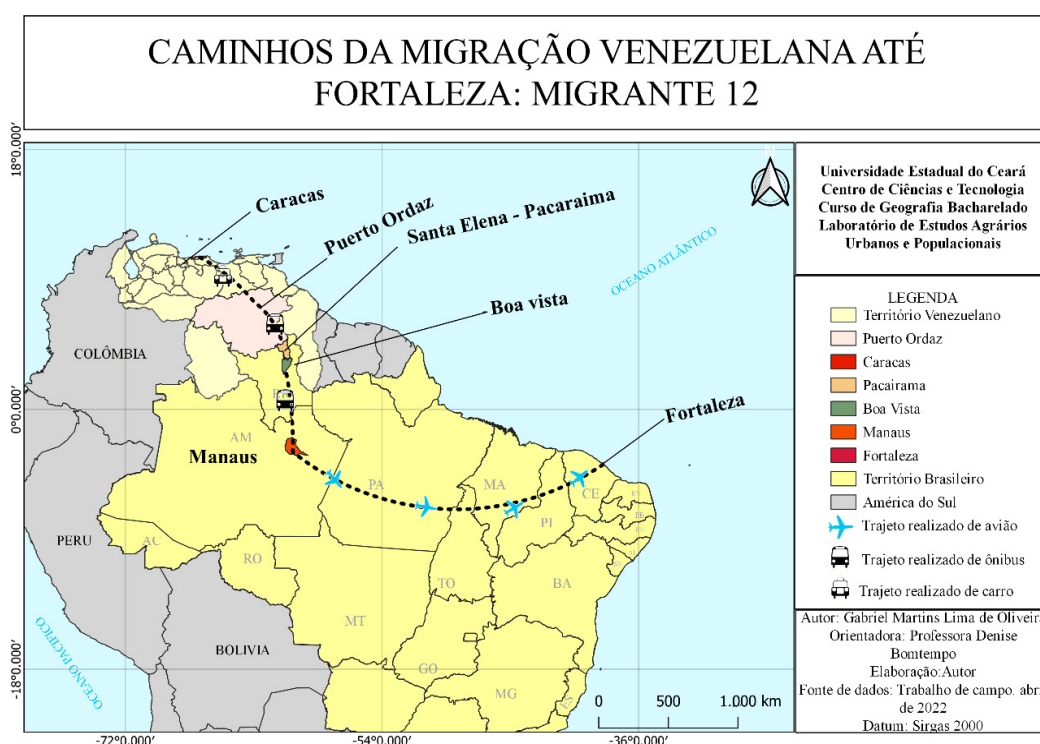 CAMINHOS DA MIGRAÇÃO VENEZUELANA ATÉ
FORTALEZA: MIGRANTE 12
18°0.000'
0°0.000'
-18°0.000'
-72°0.000'
-54°0.000'
-36°0.000'
Caracas
Puerto Ordaz
Santa Elena - Pacaraima
Boa vista
Fortaleza
Manaus
OCEANO ATLÂNTICO
OCEANO PACIFICO
COLÔMBIA
PERU
BOLIVIA
AM
PA
MA
CE
PI
AC
RO
TO
BA
MT
GO
MG
ES
0
500
1.000 km
Universidade Estadual do Ceará
Centro de Ciências e Tecnologia
Curso de Geografia Bacharelado
Laboratório de Estudos Agrários
Urbanos e Populacionais
LEGENDA
Território Venezuelano
Puerto Ordaz
Caracas
Pacairama
Boa Vista
Manaus
Fortaleza
Território Brasileiro
América do Sul
Trajeto realizado de avião
Trajeto realizado de ônibus
Trajeto realizado de carro
Autor: Gabriel Martins Lima de Oliveira
Orientadora: Professora Denise
Bomtempo
Elaboração:Autor
Fonte de dados: Trabalho de campo. abri
de 2022
Datum: Sirgas 2000